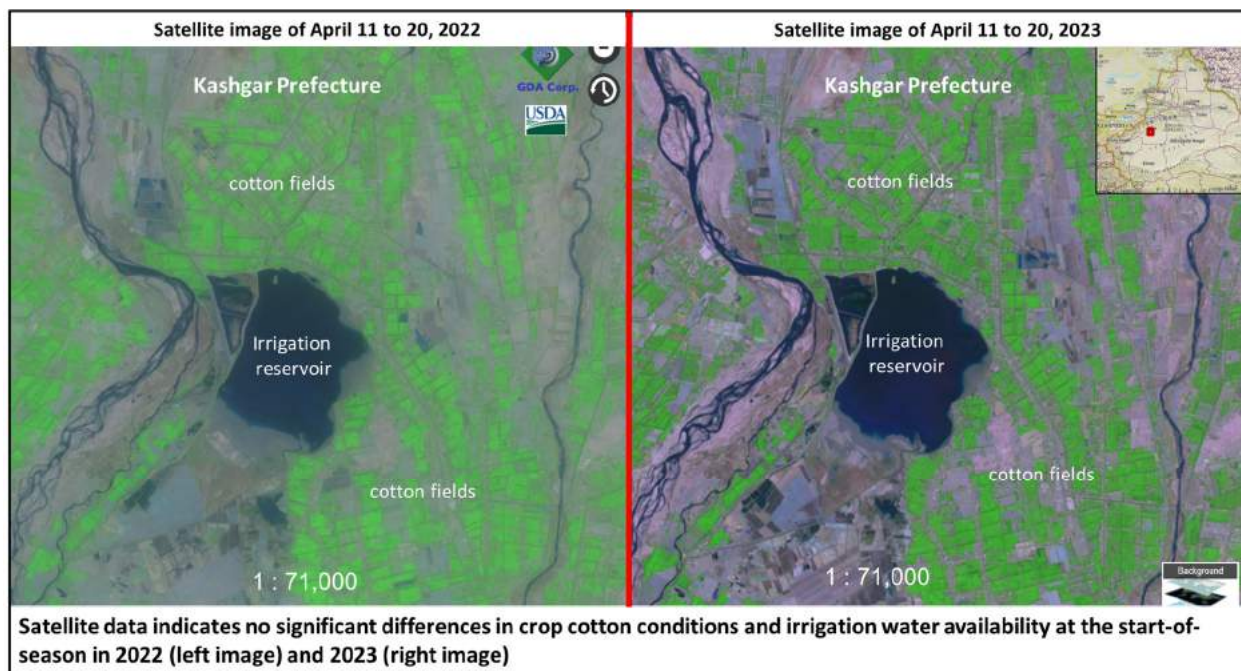 Satellite image of April 11 to 20, 2022
Satellite image of April 11 to 20, 2023
Kashgar Prefecture
GDA Corp.
USDA
cotton fields
Irrigation
reservoir
cotton fields
1 : 71,000
Kashgar Prefecture
cotton fields
Irrigation
reservoir
cotton fields
1 : 71,000
Background
Satellite data indicates no significant differences in crop cotton conditions and irrigation water availability at the start-of-
season in 2022 (left image) and 2023 (right image)